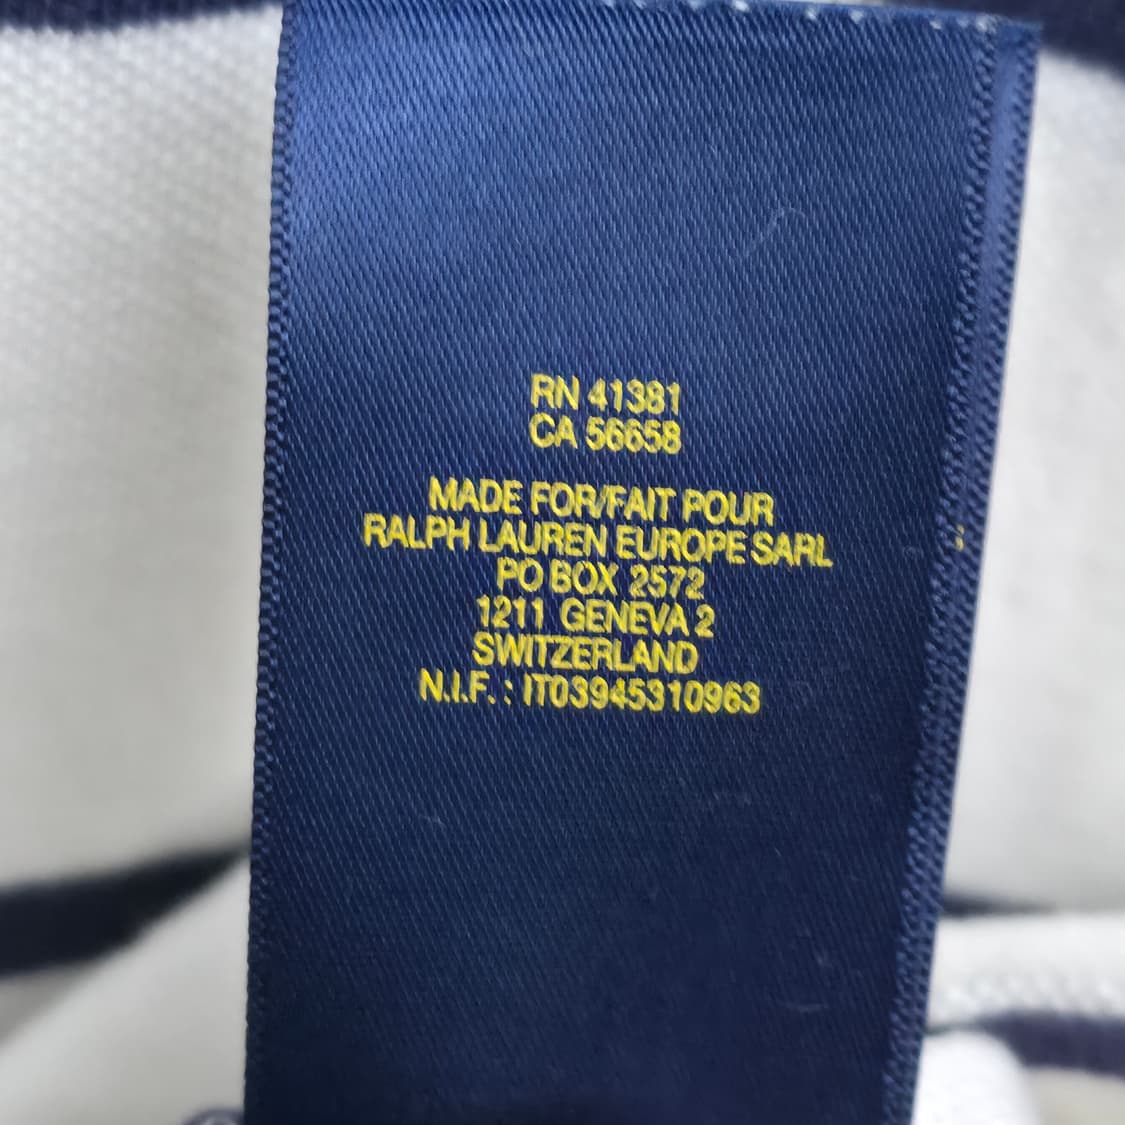 RN 41381
CA 56658
MADE FOR/FAIT POUR
RALPH LAUREN EUROPE SARL
PO BOX 2572
1211 GENEVA 2
SWITZERLAND
N.I.F. : IT03945310963